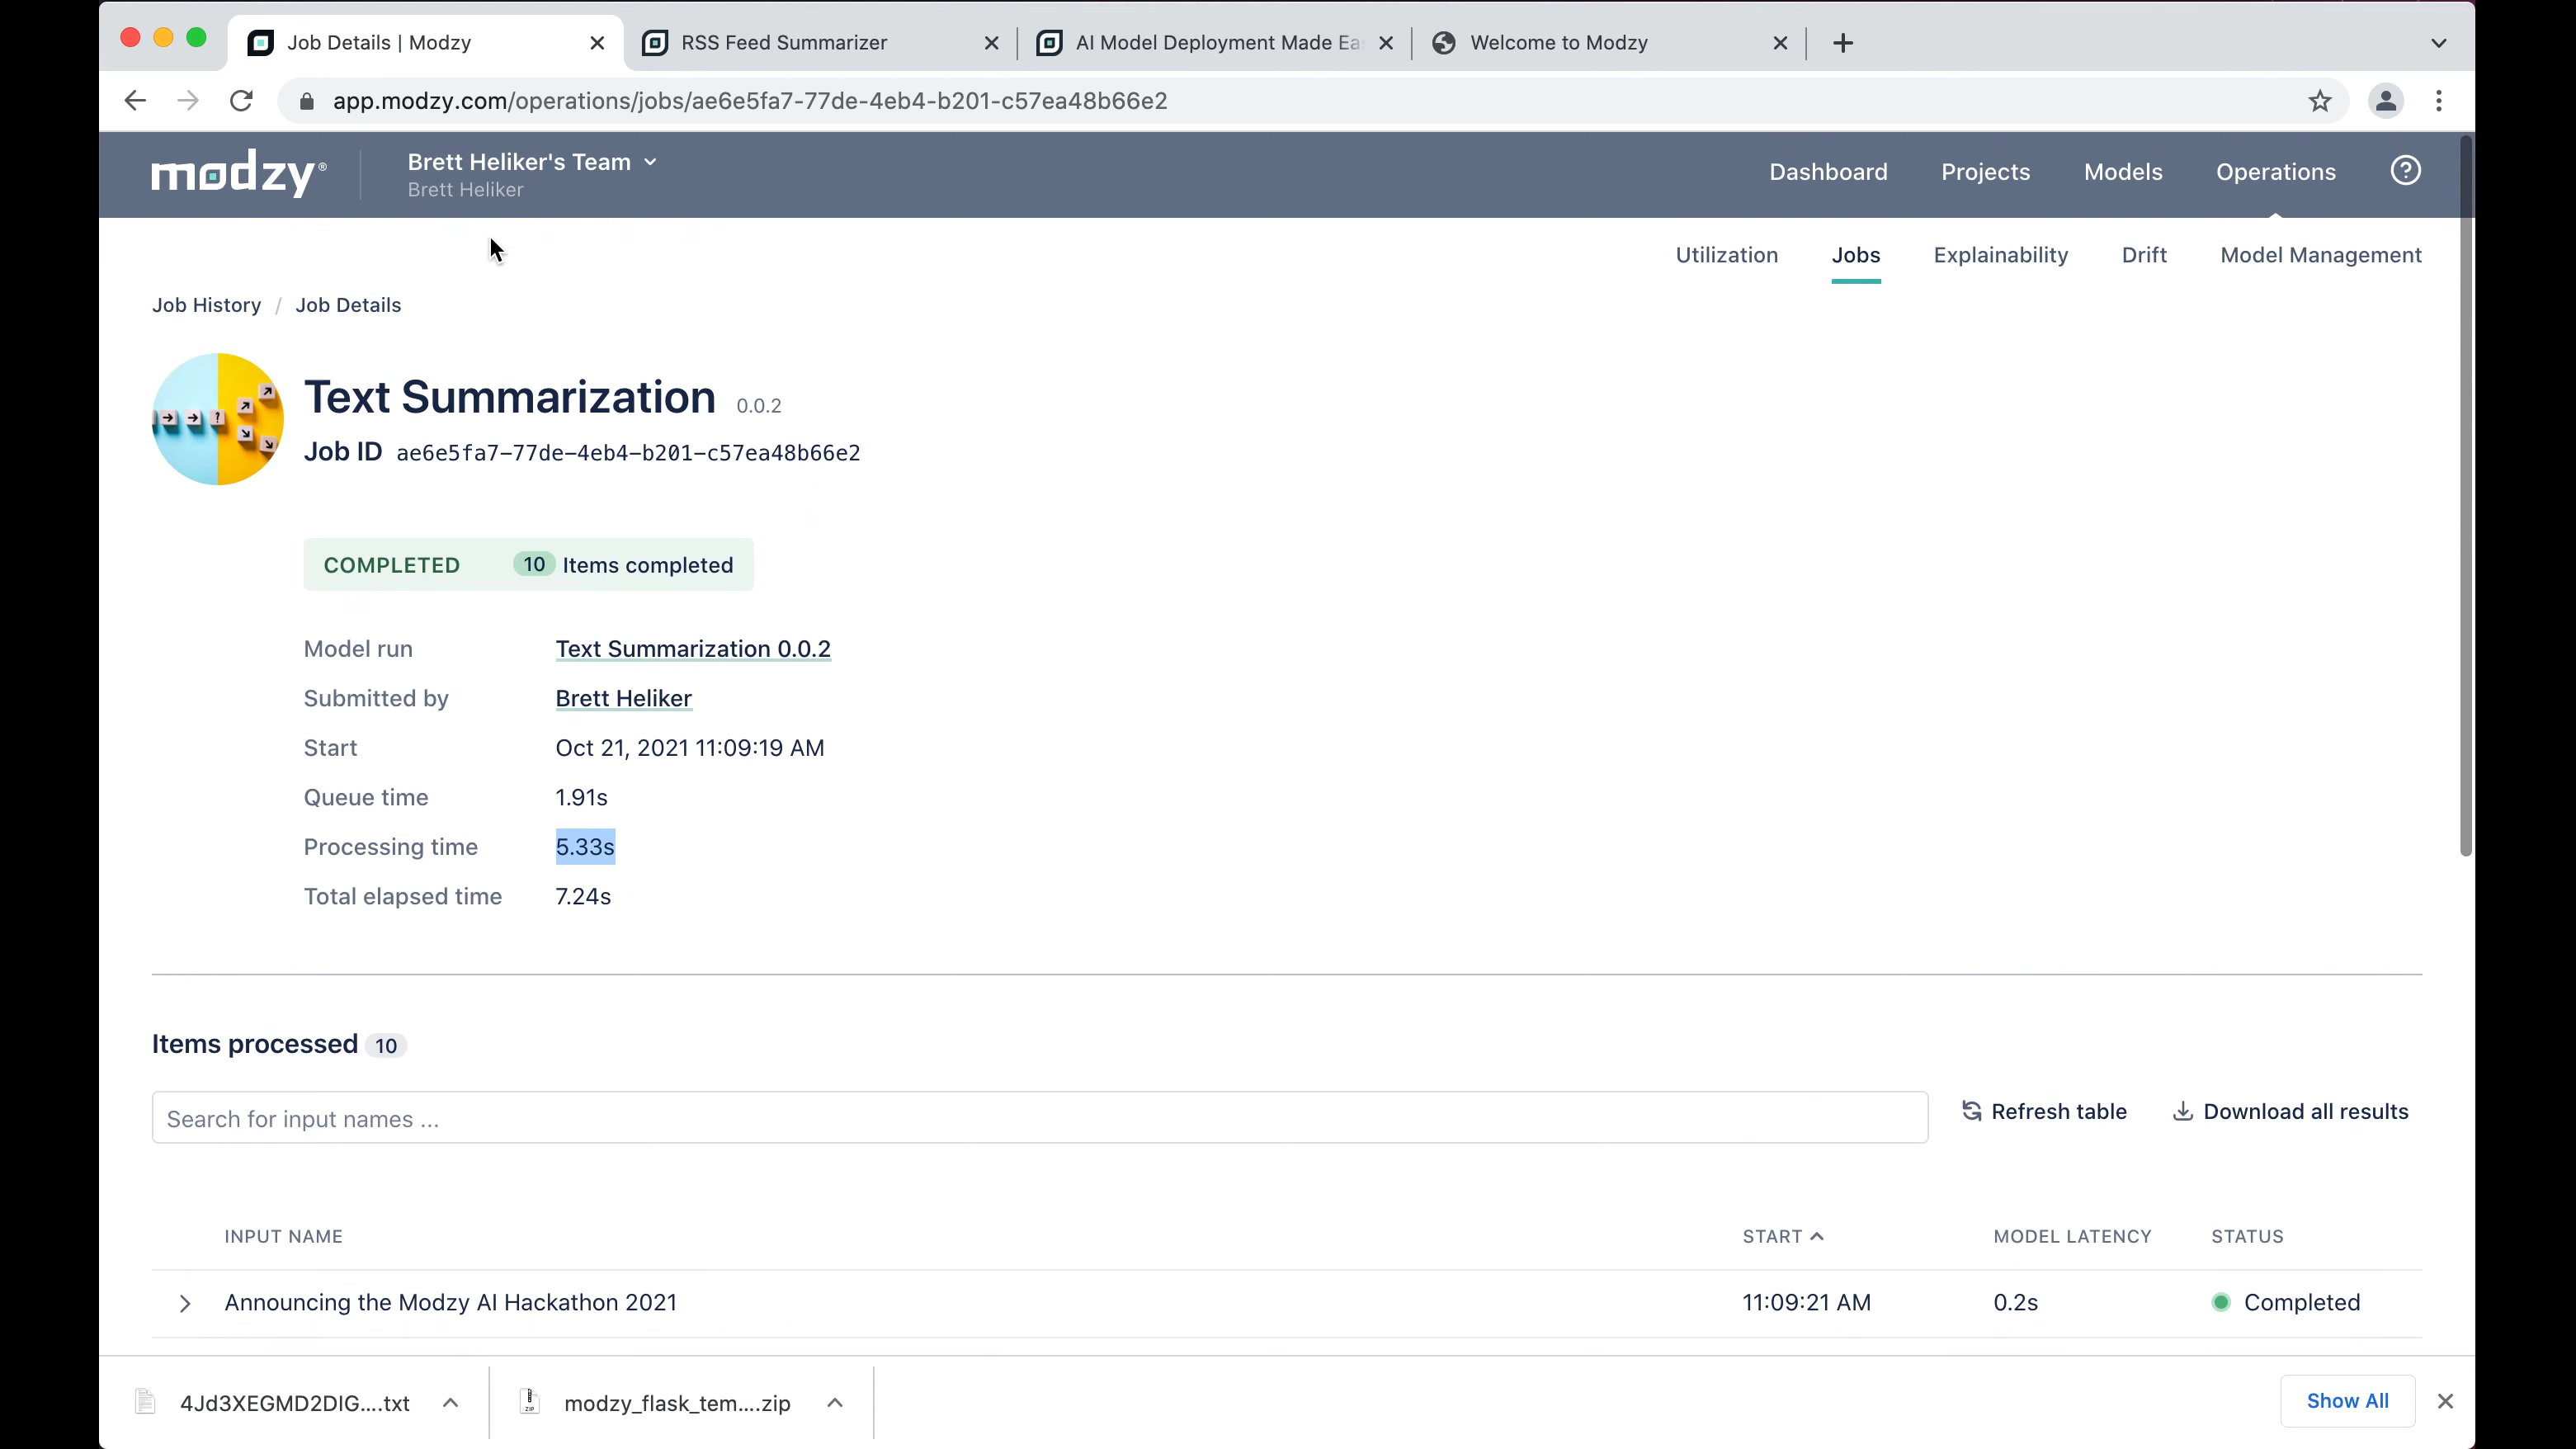 Job Details | Modzy
RSS Feed Summarizer
AI Model Deployment Made Ea
Welcome to Modzy
app.modzy.com/operations/jobs/ae6e5fa7-77de-4eb4-b201-c57ea48b66e2
modzy®
Brett Heliker's Team
Brett Heliker
Dashboard
Projects
Models
Operations
?
Utilization
Jobs
Explainability
Drift
Model Management
Job History / Job Details
?
Text Summarization 0.0.2
Job ID ae6e5fa7-77de-4eb4-b201-c57ea48b66e2
COMPLETED 10 Items completed
Model run Text Summarization 0.0.2
Submitted by Brett Heliker
Start Oct 21, 2021 11:09:19 AM
Queue time 1.91s
Processing time 5.33s
Total elapsed time 7.24s
Items processed 10
Search for input names ...
Refresh table
Download all results
INPUT NAME START MODEL LATENCY STATUS
Announcing the Modzy AI Hackathon 2021 11:09:21 AM 0.2s Completed
4Jd3XEGMD2DIG....txt
ZIP
modzy_flask_tem....zip
Show All